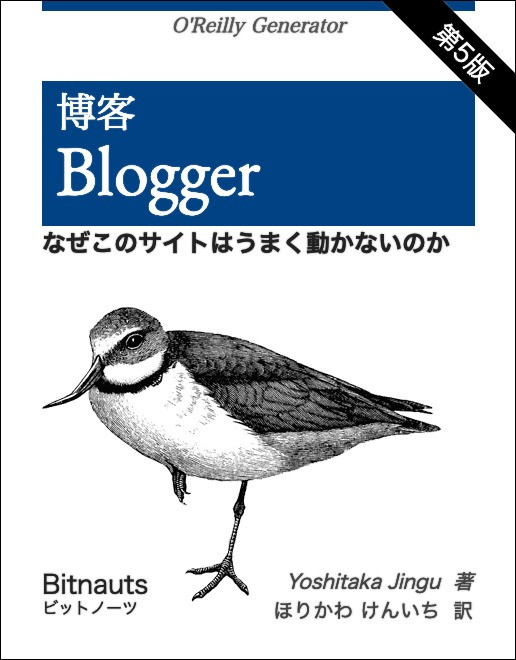 O'Reilly Generator
第5版
博客
Blogger
なぜこのサイトはうまく動かないのか
Bitnauts
ビットノーツ
Yoshitaka Jingu 著
ほりかわ けんいち 訳